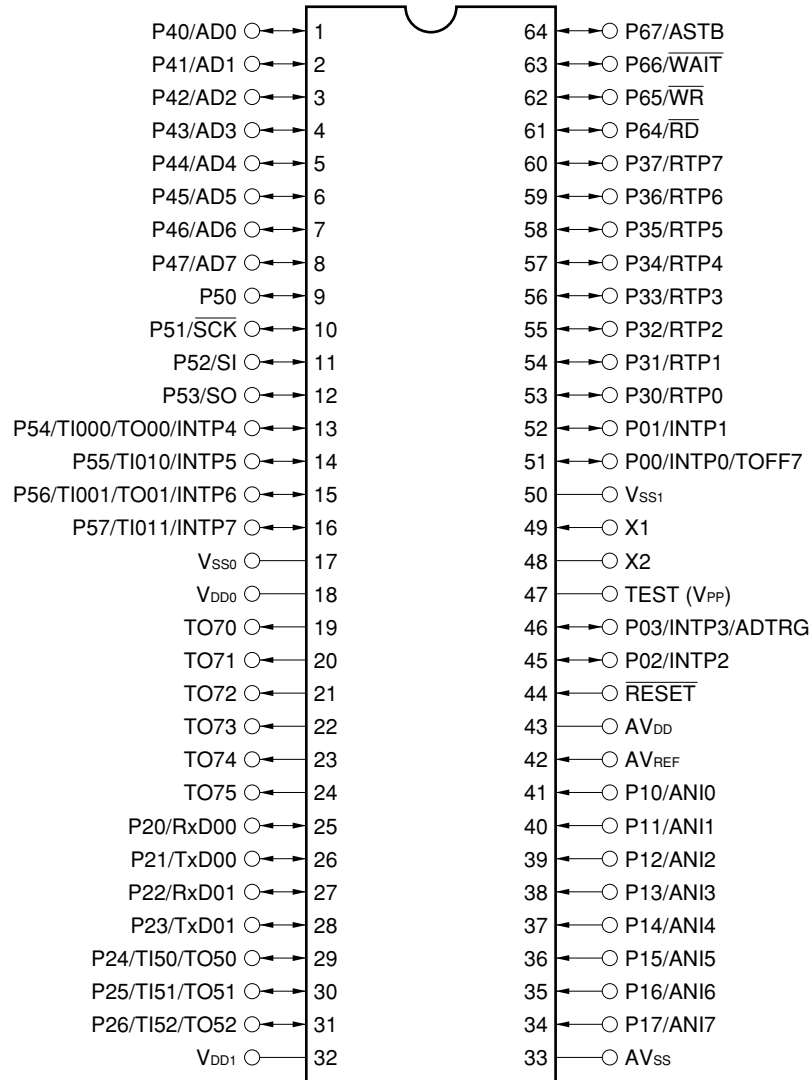 P40/AD0 1 64 P67/ASTB
P41/AD1 2 63 P66/W̅A̅I̅T̅
P42/AD2 3 62 P65/W̅R̅
P43/AD3 4 61 P64/R̅D̅
P44/AD4 5 60 P37/RTP7
P45/AD5 6 59 P36/RTP6
P46/AD6 7 58 P35/RTP5
P47/AD7 8 57 P34/RTP4
P50 9 56 P33/RTP3
P51/S̅C̅K̅ 10 55 P32/RTP2
P52/SI 11 54 P31/RTP1
P53/SO 12 53 P30/RTP0
P54/TI000/TO00/INTP4 13 52 P01/INTP1
P55/TI010/INTP5 14 51 P00/INTP0/TOFF7
P56/TI001/TO01/INTP6 15 50 VSS1
P57/TI011/INTP7 16 49 X1
VSS0 17 48 X2
VDD0 18 47 TEST (VPP)
TO70 19 46 P03/INTP3/ADTRG
TO71 20 45 P02/INTP2
TO72 21 44 R̅E̅S̅E̅T̅
TO73 22 43 AVDD
TO74 23 42 AVREF
TO75 24 41 P10/ANI0
P20/RxD00 25 40 P11/ANI1
P21/TxD00 26 39 P12/ANI2
P22/RxD01 27 38 P13/ANI3
P23/TxD01 28 37 P14/ANI4
P24/TI50/TO50 29 36 P15/ANI5
P25/TI51/TO51 30 35 P16/ANI6
P26/TI52/TO52 31 34 P17/ANI7
VDD1 32 33 AVSS